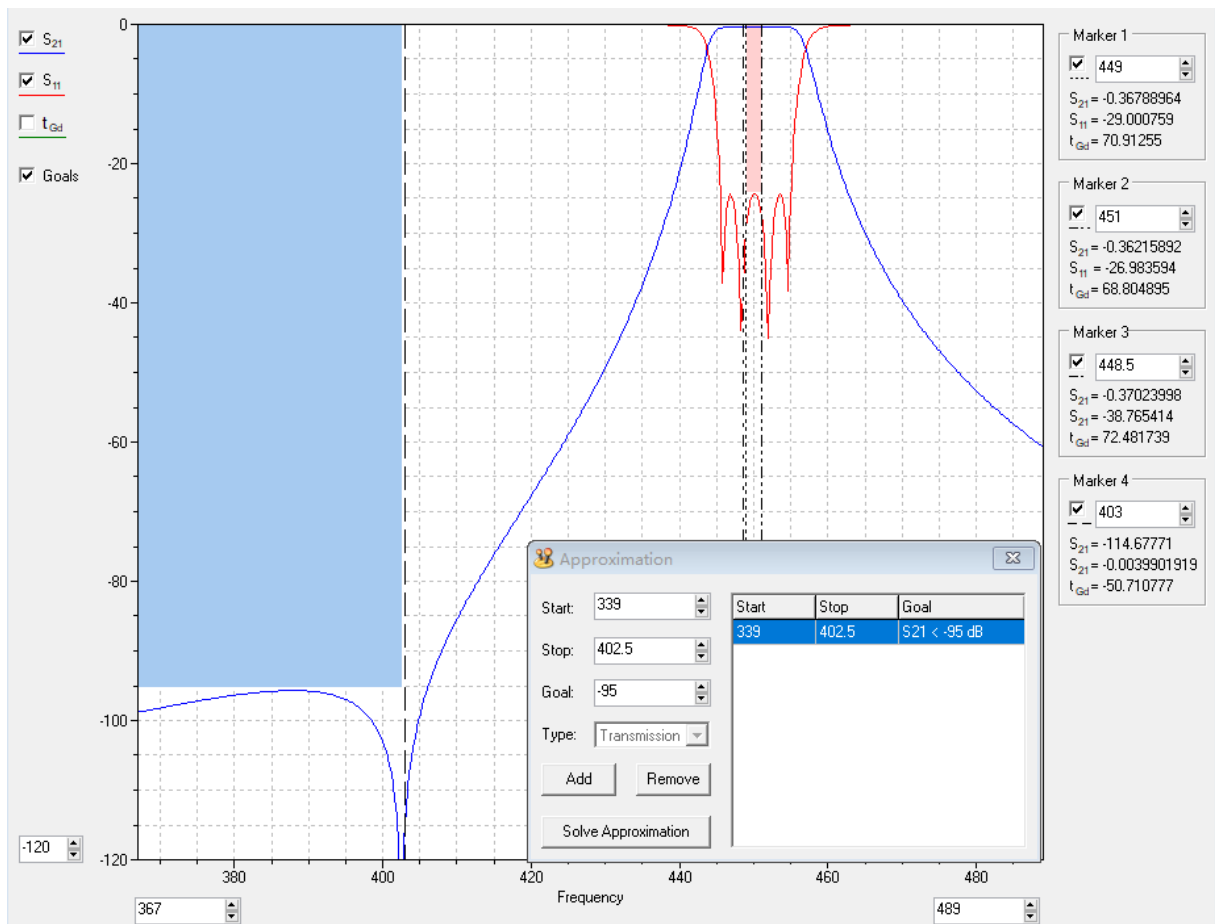 S21
S11
tGd
Goals
0
-20
-40
-60
-80
-100
-120
-120
380
400
420
440
460
480
Frequency
367
489
Marker 1
449
S21 = -0.36788964
S11 = -29.000759
tGd = 70.91255
Marker 2
451
S21 = -0.36215892
S11 = -26.983594
tGd = 68.804895
Marker 3
448.5
S21 = -0.37023998
S21 = -38.765414
tGd = 72.481739
Marker 4
403
S21 = -114.67771
S21 = -0.0039901919
tGd = -50.710777
Approximation
Start: 339
Stop: 402.5
Goal: -95
Type: Transmission
Add Remove
Solve Approximation
Start Stop Goal
339 402.5 S21 < -95 dB